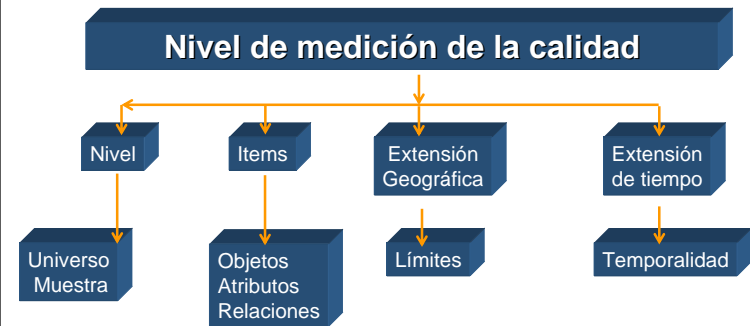 Nivel de medición de la calidad
Nivel
Items
Extensión
Geográfica
Extensión
de tiempo
Universo
Muestra
Objetos
Atributos
Relaciones
Límites
Temporalidad